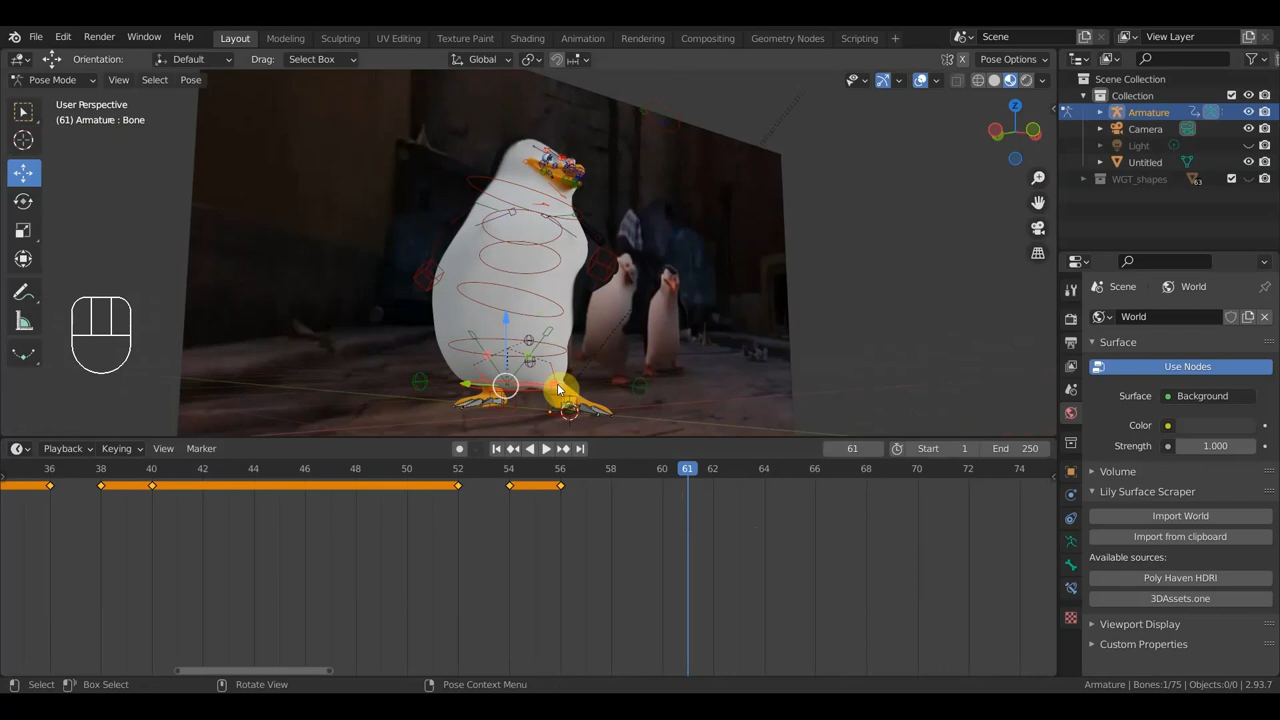 File Edit Render Window Help Layout Modeling Sculpting UV Editing Texture Paint Shading Animation Rendering Compositing Geometry Nodes Scripting + Scene View Layer
Orientation: Default Drag: Select Box Global X Pose Options
Pose Mode View Select Pose
User Perspective
(61) Armature : Bone
Z
Scene Collection
Collection
Armature
Camera
Light
Untitled
WGT_shapes 63
Scene World
World
Surface
Use Nodes
Surface Background
Color
Strength 1.000
Volume
Lily Surface Scraper
Import World
Import from clipboard
Available sources:
Poly Haven HDRI
3DAssets.one
Viewport Display
Custom Properties
Playback Keying View Marker 61 Start 1 End 250
36 38 40 42 44 46 48 50 52 54 56 58 60 61 62 64 66 68 70 72 74
Select Box Select Rotate View Pose Context Menu Armature | Bones:1/75 | Objects:0/0 | 2.93.7